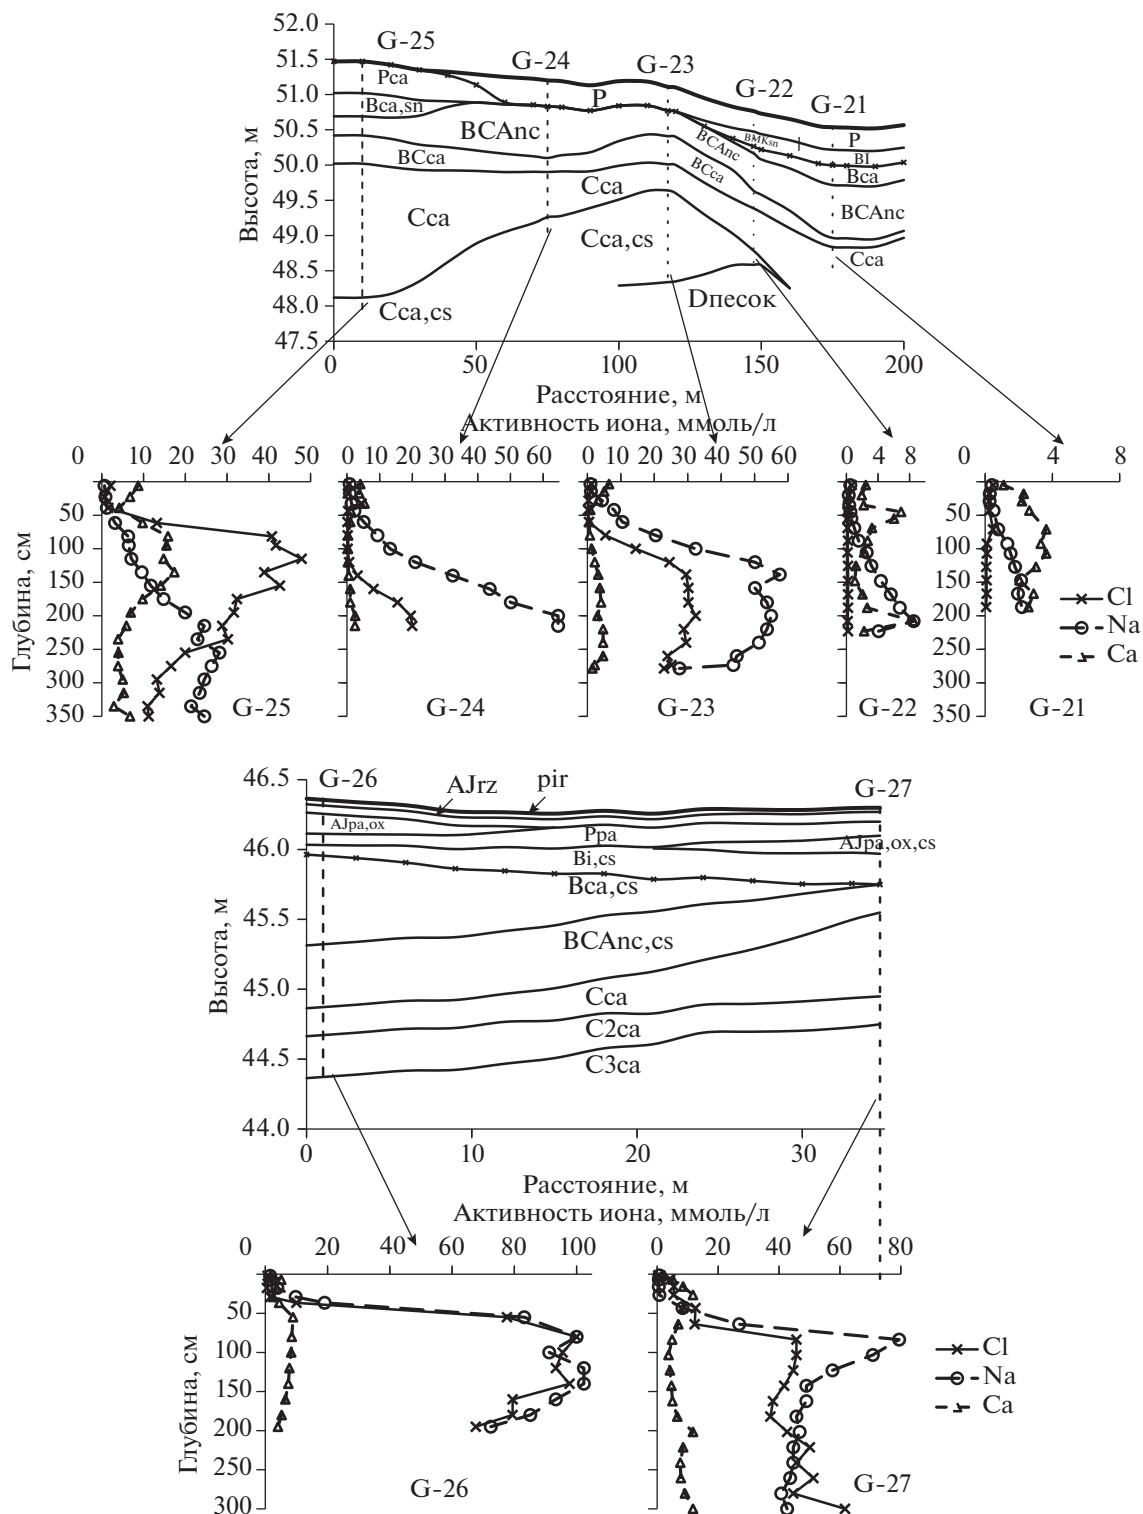 52.0
G-25
51.5
G-24
G-23
Pca
51.0
G-22
P
G-21
Bca,sn
50.5
BCAnc
BMKsn
P
BCAnc
BI
BCca
50.0
BCca
Bca
Cca
49.5
BCAnc
Cca
49.0
Cca,cs
Cca
48.5
Dпесок
48.0
Cca,cs
47.5
Высота, м
0 50 100 150 200
Расстояние, м
Активность иона, ммоль/л
0 10 20 30 40 50
0 10 20 30 40 50 60
0 10 20 30 40 50 60
0 4 8
0 4 8
50
100
150
200
250
300
350
50
100
150
200
250
300
350
Глубина, см
Cl
Na
Ca
G-25
G-24
G-23
G-22
G-21
46.5
G-26
AJrz
pir
G-27
AJpa,ox
Ppa
AJpa,ox,cs
46.0
Bi,cs
Bca,cs
45.5
BCAnc,cs
45.0
Cca
C2ca
44.5
C3ca
44.0
Высота, м
0 10 20 30
Расстояние, м
Активность иона, ммоль/л
0 20 40 60 80 100
0 20 40 60 80
50
100
150
200
250
300
Глубина, см
Cl
Na
Ca
G-26
G-27